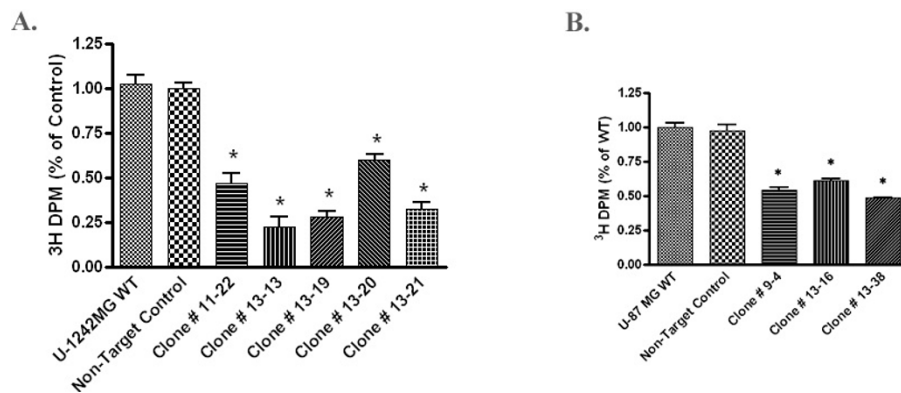 A.
3H DPM (% of Control)
1.25
1.00
0.75
0.50
0.25
0.00
* * * * *
U-1242MG WT
Non-Target Control
Clone # 11-22
Clone # 13-13
Clone # 13-19
Clone # 13-20
Clone # 13-21
B.
³H DPM (% of WT)
1.25
1.00
0.75
0.50
0.25
0.00
* * *
U-87 MG WT
Non-Target Control
Clone # 9-4
Clone # 13-16
Clone # 13-38